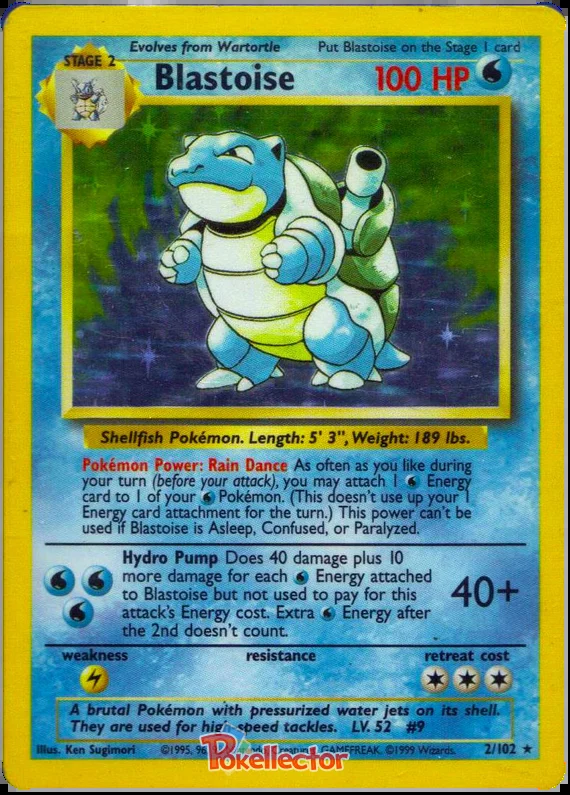 Evolves from Wartortle Put Blastoise on the Stage 1 card
STAGE 2
Blastoise 100 HP
Shellfish Pokémon. Length: 5' 3", Weight: 189 lbs.
Pokémon Power: Rain Dance As often as you like during
your turn (before your attack), you may attach 1 Energy
card to 1 of your Pokémon. (This doesn't use up your 1
Energy card attachment for the turn.) This power can't be
used if Blastoise is Asleep, Confused, or Paralyzed.
Hydro Pump Does 40 damage plus 10
more damage for each Energy attached
to Blastoise but not used to pay for this
attack's Energy cost. Extra Energy after
the 2nd doesn't count.
40+
weakness resistance retreat cost
A brutal Pokémon with pressurized water jets on its shell.
They are used for high speed tackles. LV. 52 #9
Illus. Ken Sugimori ©1995, 96, GAMEFREAK. ©1999 Wizards. 2/102 ★
Pokellector